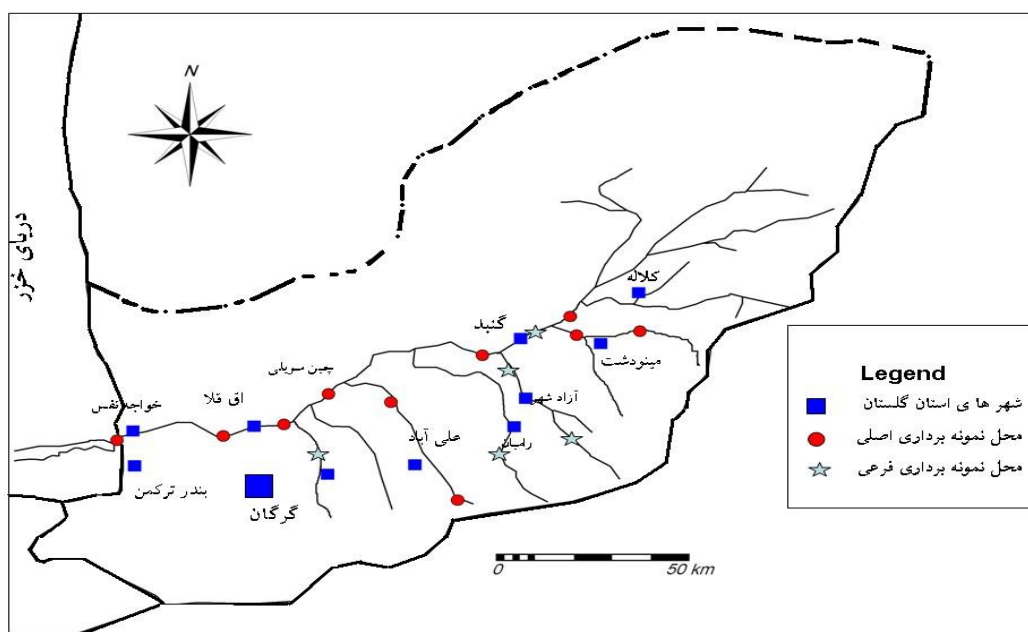 N
دریای خزر
کلاله
گنبد
مینودشت
چین سویلی
آزاد شهر
خواجه نفس
اق قلا
رامیان
علی آباد
بندر ترکمن
گرگان
0 50 km
Legend
شهر ها ی استان گلستان
محل نمونه برداری اصلی
محل نمونه برداری فرعی